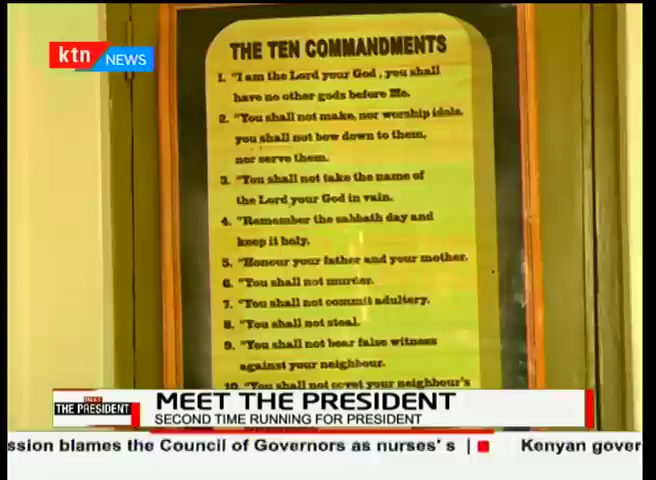 ktn NEWS
THE TEN COMMANDMENTS
1. "I am the Lord your God, you shall
have no other gods before Me.
2. "You shall not make, nor worship idols.
you shall not bow down to them,
nor serve them.
3. "You shall not take the name of
the Lord your God in vain.
4. "Remember the sabbath day and
keep it holy.
5. "Honour your father and your mother.
6. "You shall not murder.
7. "You shall not commit adultery.
8. "You shall not steal.
9. "You shall not bear false witness
against your neighbour.
10. "You shall not covet your neighbour's
MEET
THE PRESIDENT
MEET THE PRESIDENT
SECOND TIME RUNNING FOR PRESIDENT
ssion blames the Council of Governors as nurses' s | Kenyan gover